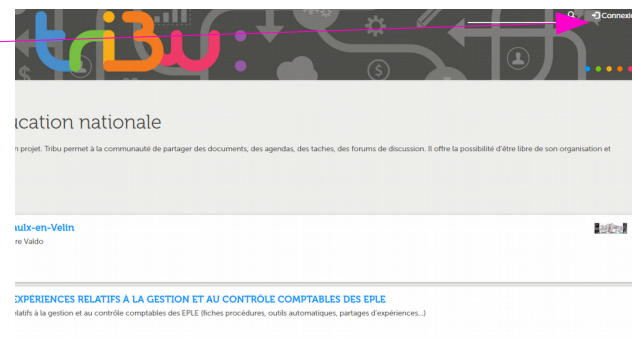 tribu
Connexi
ucation nationale
n projet. Tribu permet à la communauté de partager des documents, des agendas, des taches, des forums de discussion. Il offre la possibilité d'être libre de son organisation et
aulx-en-Velin
re Valdo
EXPÉRIENCES RELATIFS À LA GESTION ET AU CONTRÔLE COMPTABLES DES EPLE
elatifs à la gestion et au contrôle comptables des EPLE (fiches procédures, outils automatiques, partages d'expériences...)